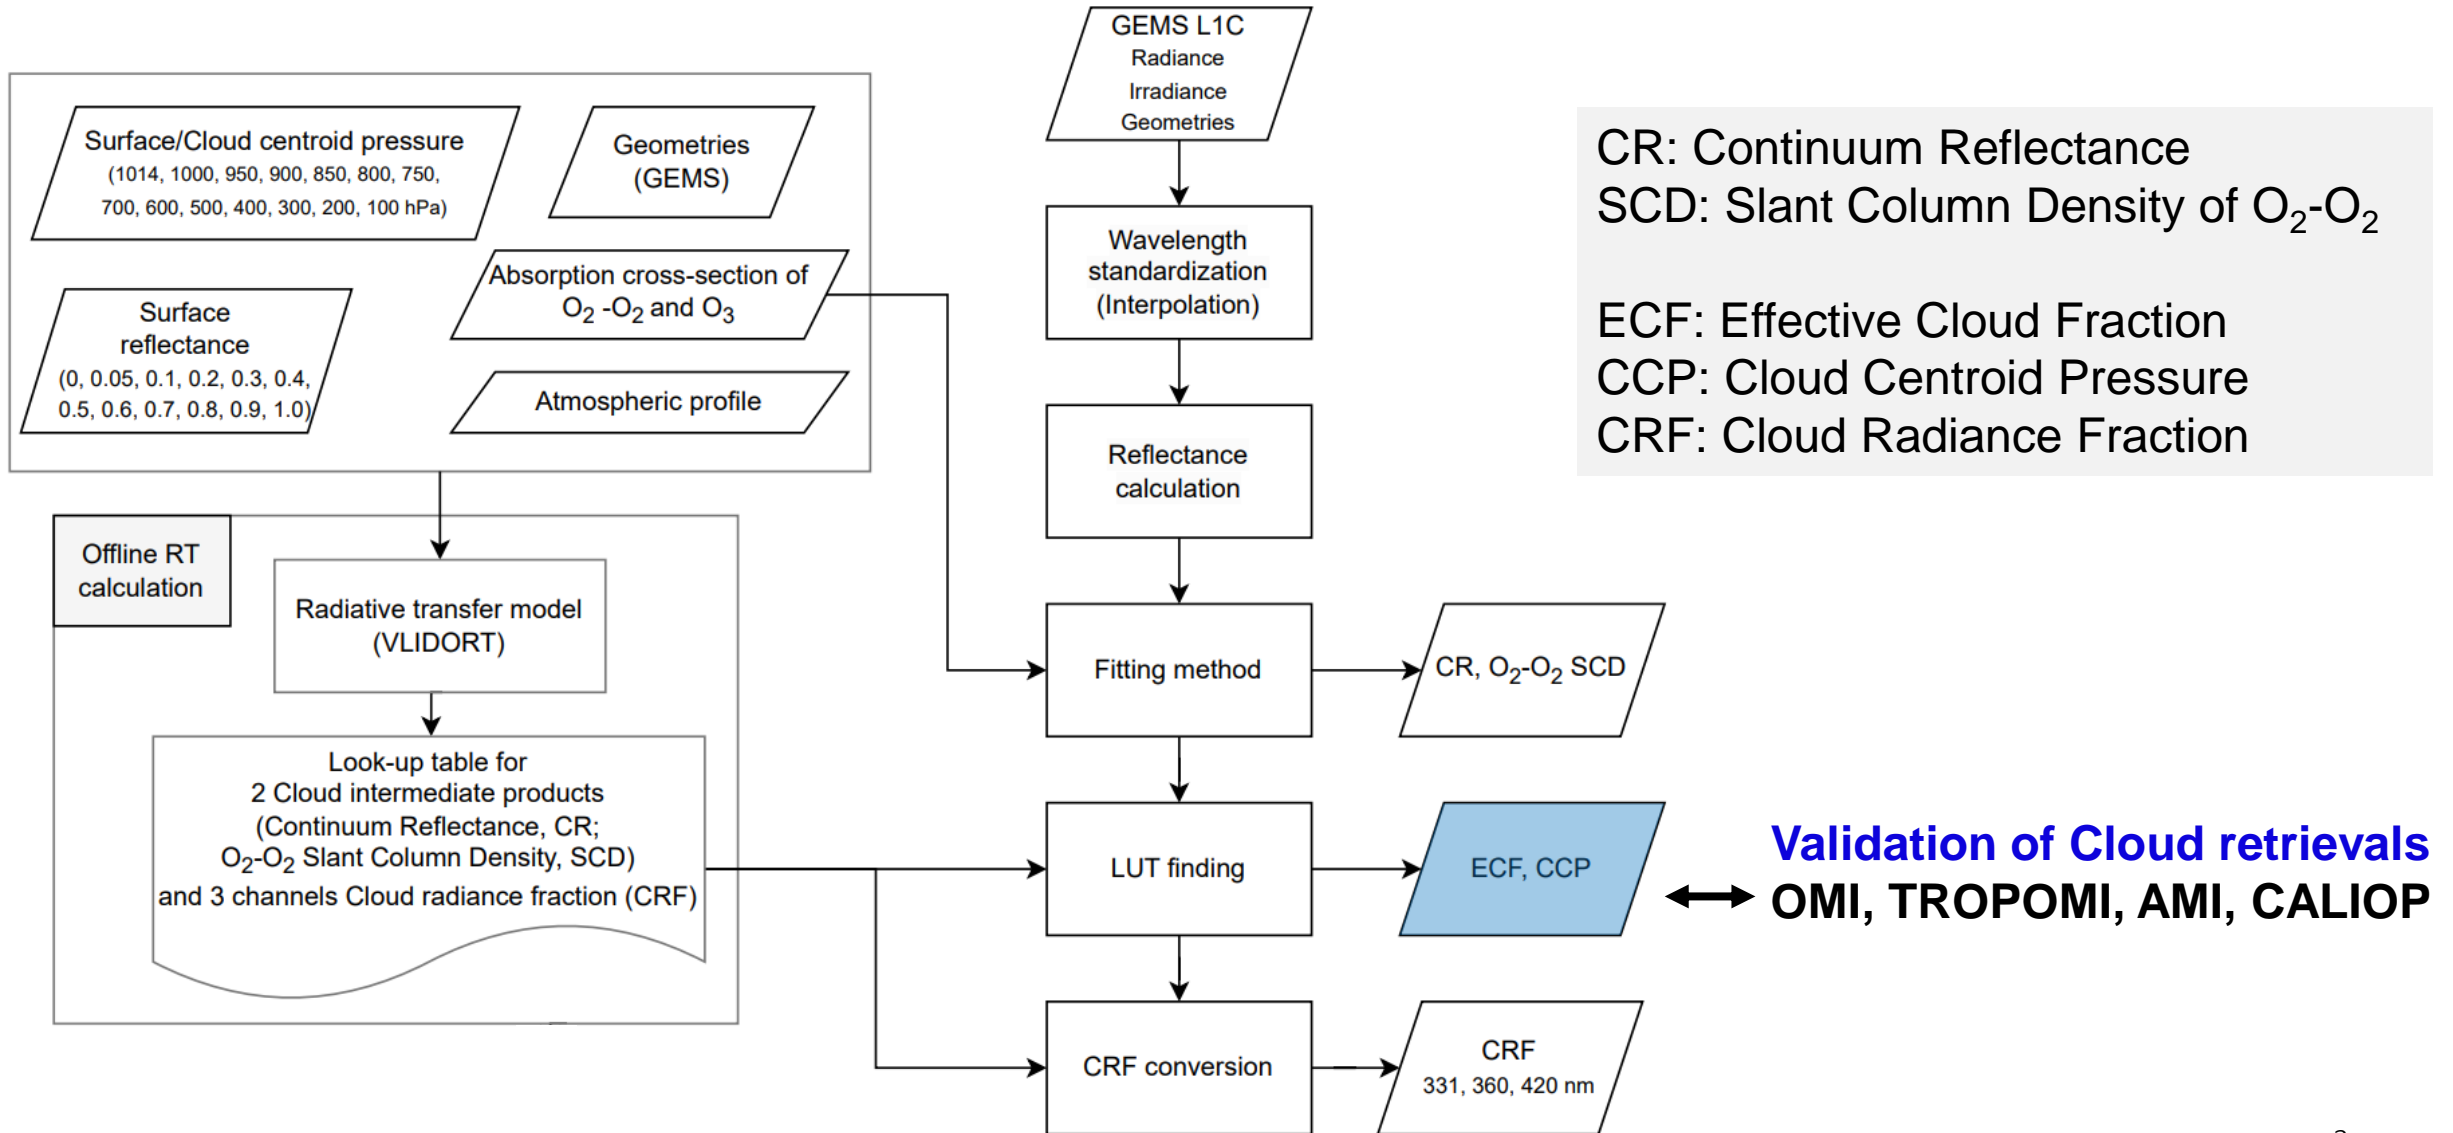 GEMS L1C
Radiance
Irradiance
Geometries
Surface/Cloud centroid pressure
(1014, 1000, 950, 900, 850, 800, 750,
700, 600, 500, 400, 300, 200, 100 hPa)
Geometries
(GEMS)
Absorption cross-section of
O₂ -O₂ and O₃
Surface
reflectance
(0, 0.05, 0.1, 0.2, 0.3, 0.4,
0.5, 0.6, 0.7, 0.8, 0.9, 1.0)
Atmospheric profile
Wavelength
standardization
(Interpolation)
Reflectance
calculation
CR: Continuum Reflectance
SCD: Slant Column Density of O₂-O₂
ECF: Effective Cloud Fraction
CCP: Cloud Centroid Pressure
CRF: Cloud Radiance Fraction
Offline RT
calculation
Radiative transfer model
(VLIDORT)
Look-up table for
2 Cloud intermediate products
(Continuum Reflectance, CR;
O₂-O₂ Slant Column Density, SCD)
and 3 channels Cloud radiance fraction (CRF)
Fitting method
CR, O₂-O₂ SCD
LUT finding
ECF, CCP
Validation of Cloud retrievals
OMI, TROPOMI, AMI, CALIOP
CRF conversion
CRF
331, 360, 420 nm